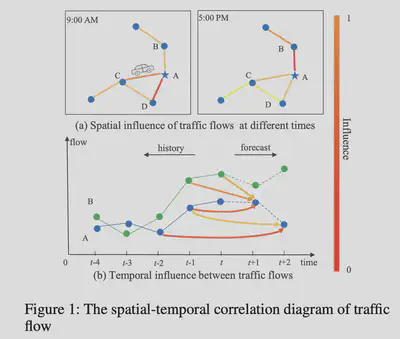 9:00 AM
B
A
C
D
5:00 PM
B
A
C
D
(a) Spatial influence of traffic flows at different times
1
Influence
0
flow
history
forecast
B
A
0
t-4
t-3
t-2
t-1
t
t+1
t+2
time
(b) Temporal influence between traffic flows
Figure 1: The spatial-temporal correlation diagram of traffic
flow